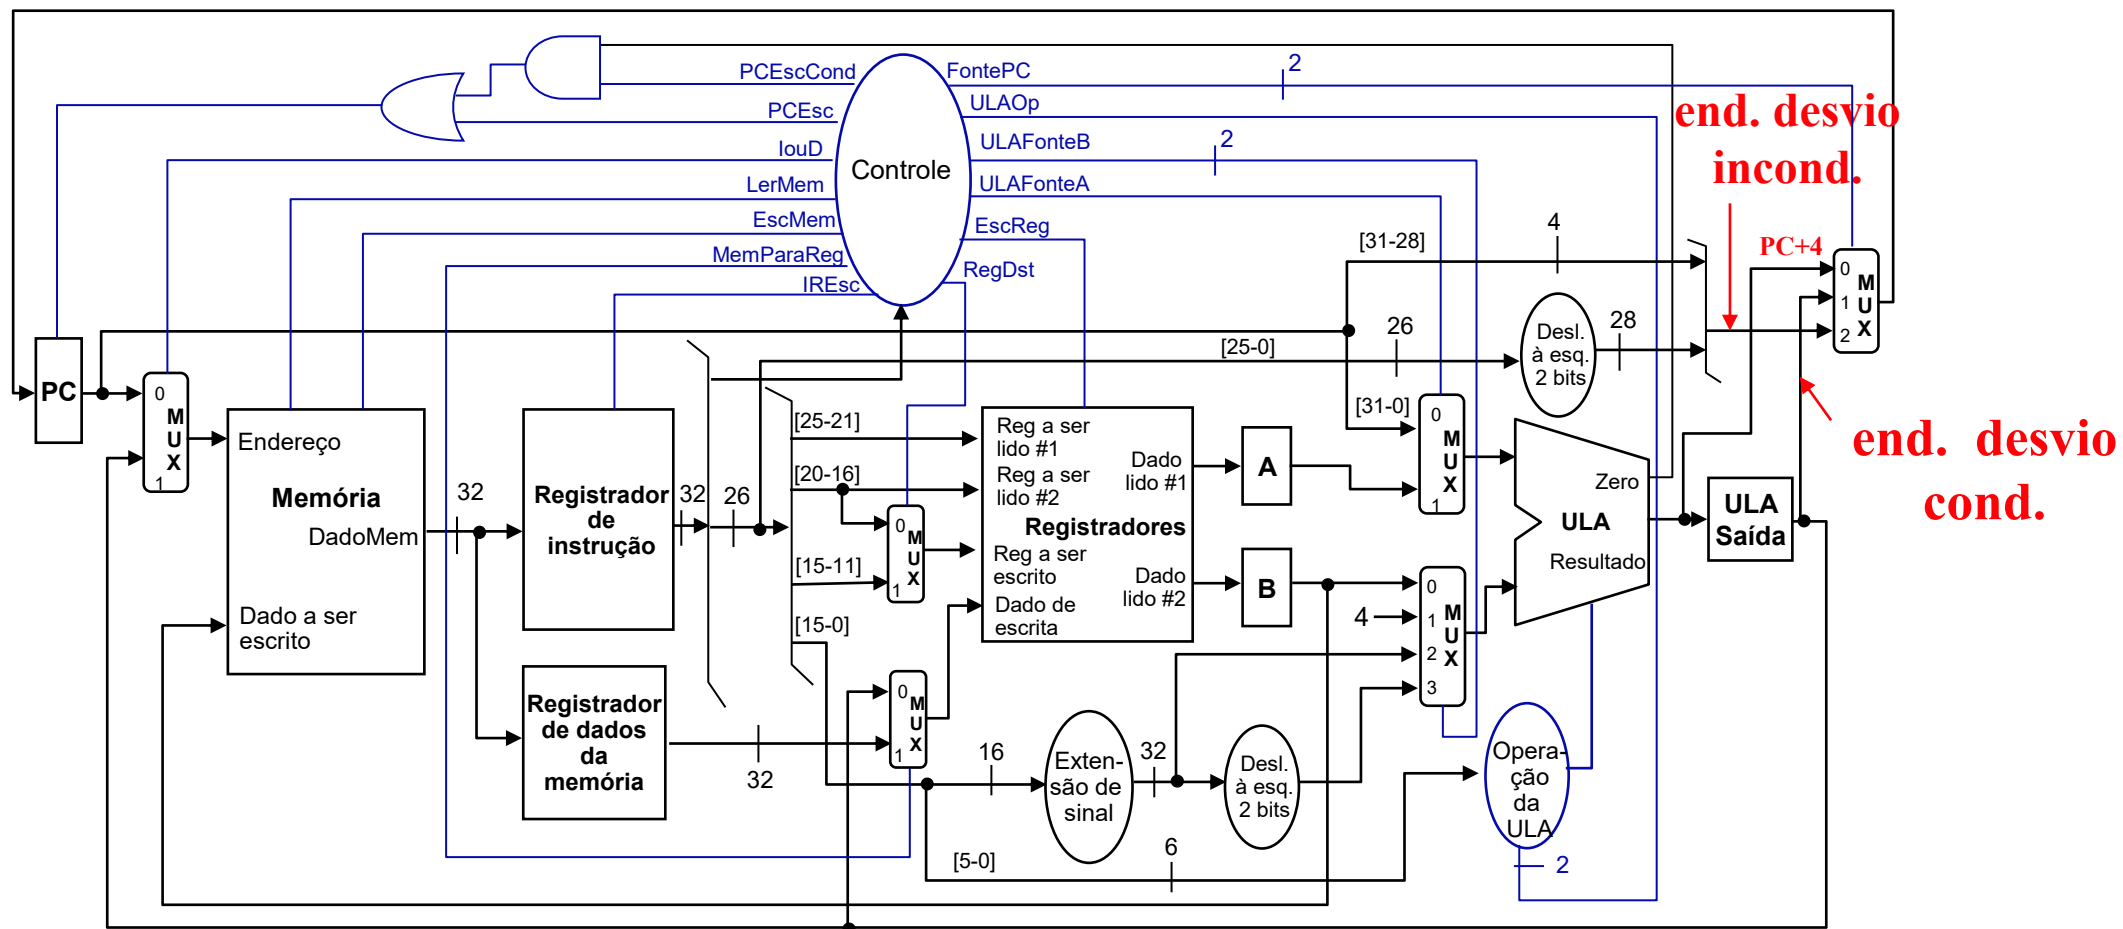 PCEscCond
PCEsc
IouD
LerMem
EscMem
MemParaReg
IREsc
Controle
FontePC
2
ULAOp
ULAFonteB
2
ULAFonteA
EscReg
RegDst
end. desvio
incond.
PC+4
[31-28]
4
0
1
2
M
U
X
26
[25-0]
Desl.
à esq.
2 bits
28
end. desvio
cond.
PC
0
M
U
X
1
Endereço
Memória
DadoMem
Dado a ser
escrito
32
Registrador
de
instrução
32
26
Registrador
de dados
da
memória
32
[25-21]
[20-16]
[15-11]
[15-0]
0
M
U
X
1
0
M
U
X
1
Reg a ser
lido #1
Reg a ser
lido #2
Registradores
Reg a ser
escrito
Dado de
escrita
Dado
lido #1
Dado
lido #2
A
B
[31-0]
0
M
U
X
1
4
0
1
2
3
M
U
X
Zero
ULA
Resultado
ULA
Saída
16
Exten-
são de
sinal
32
Desl.
à esq.
2 bits
[5-0]
6
Opera-
ção
da
ULA
2